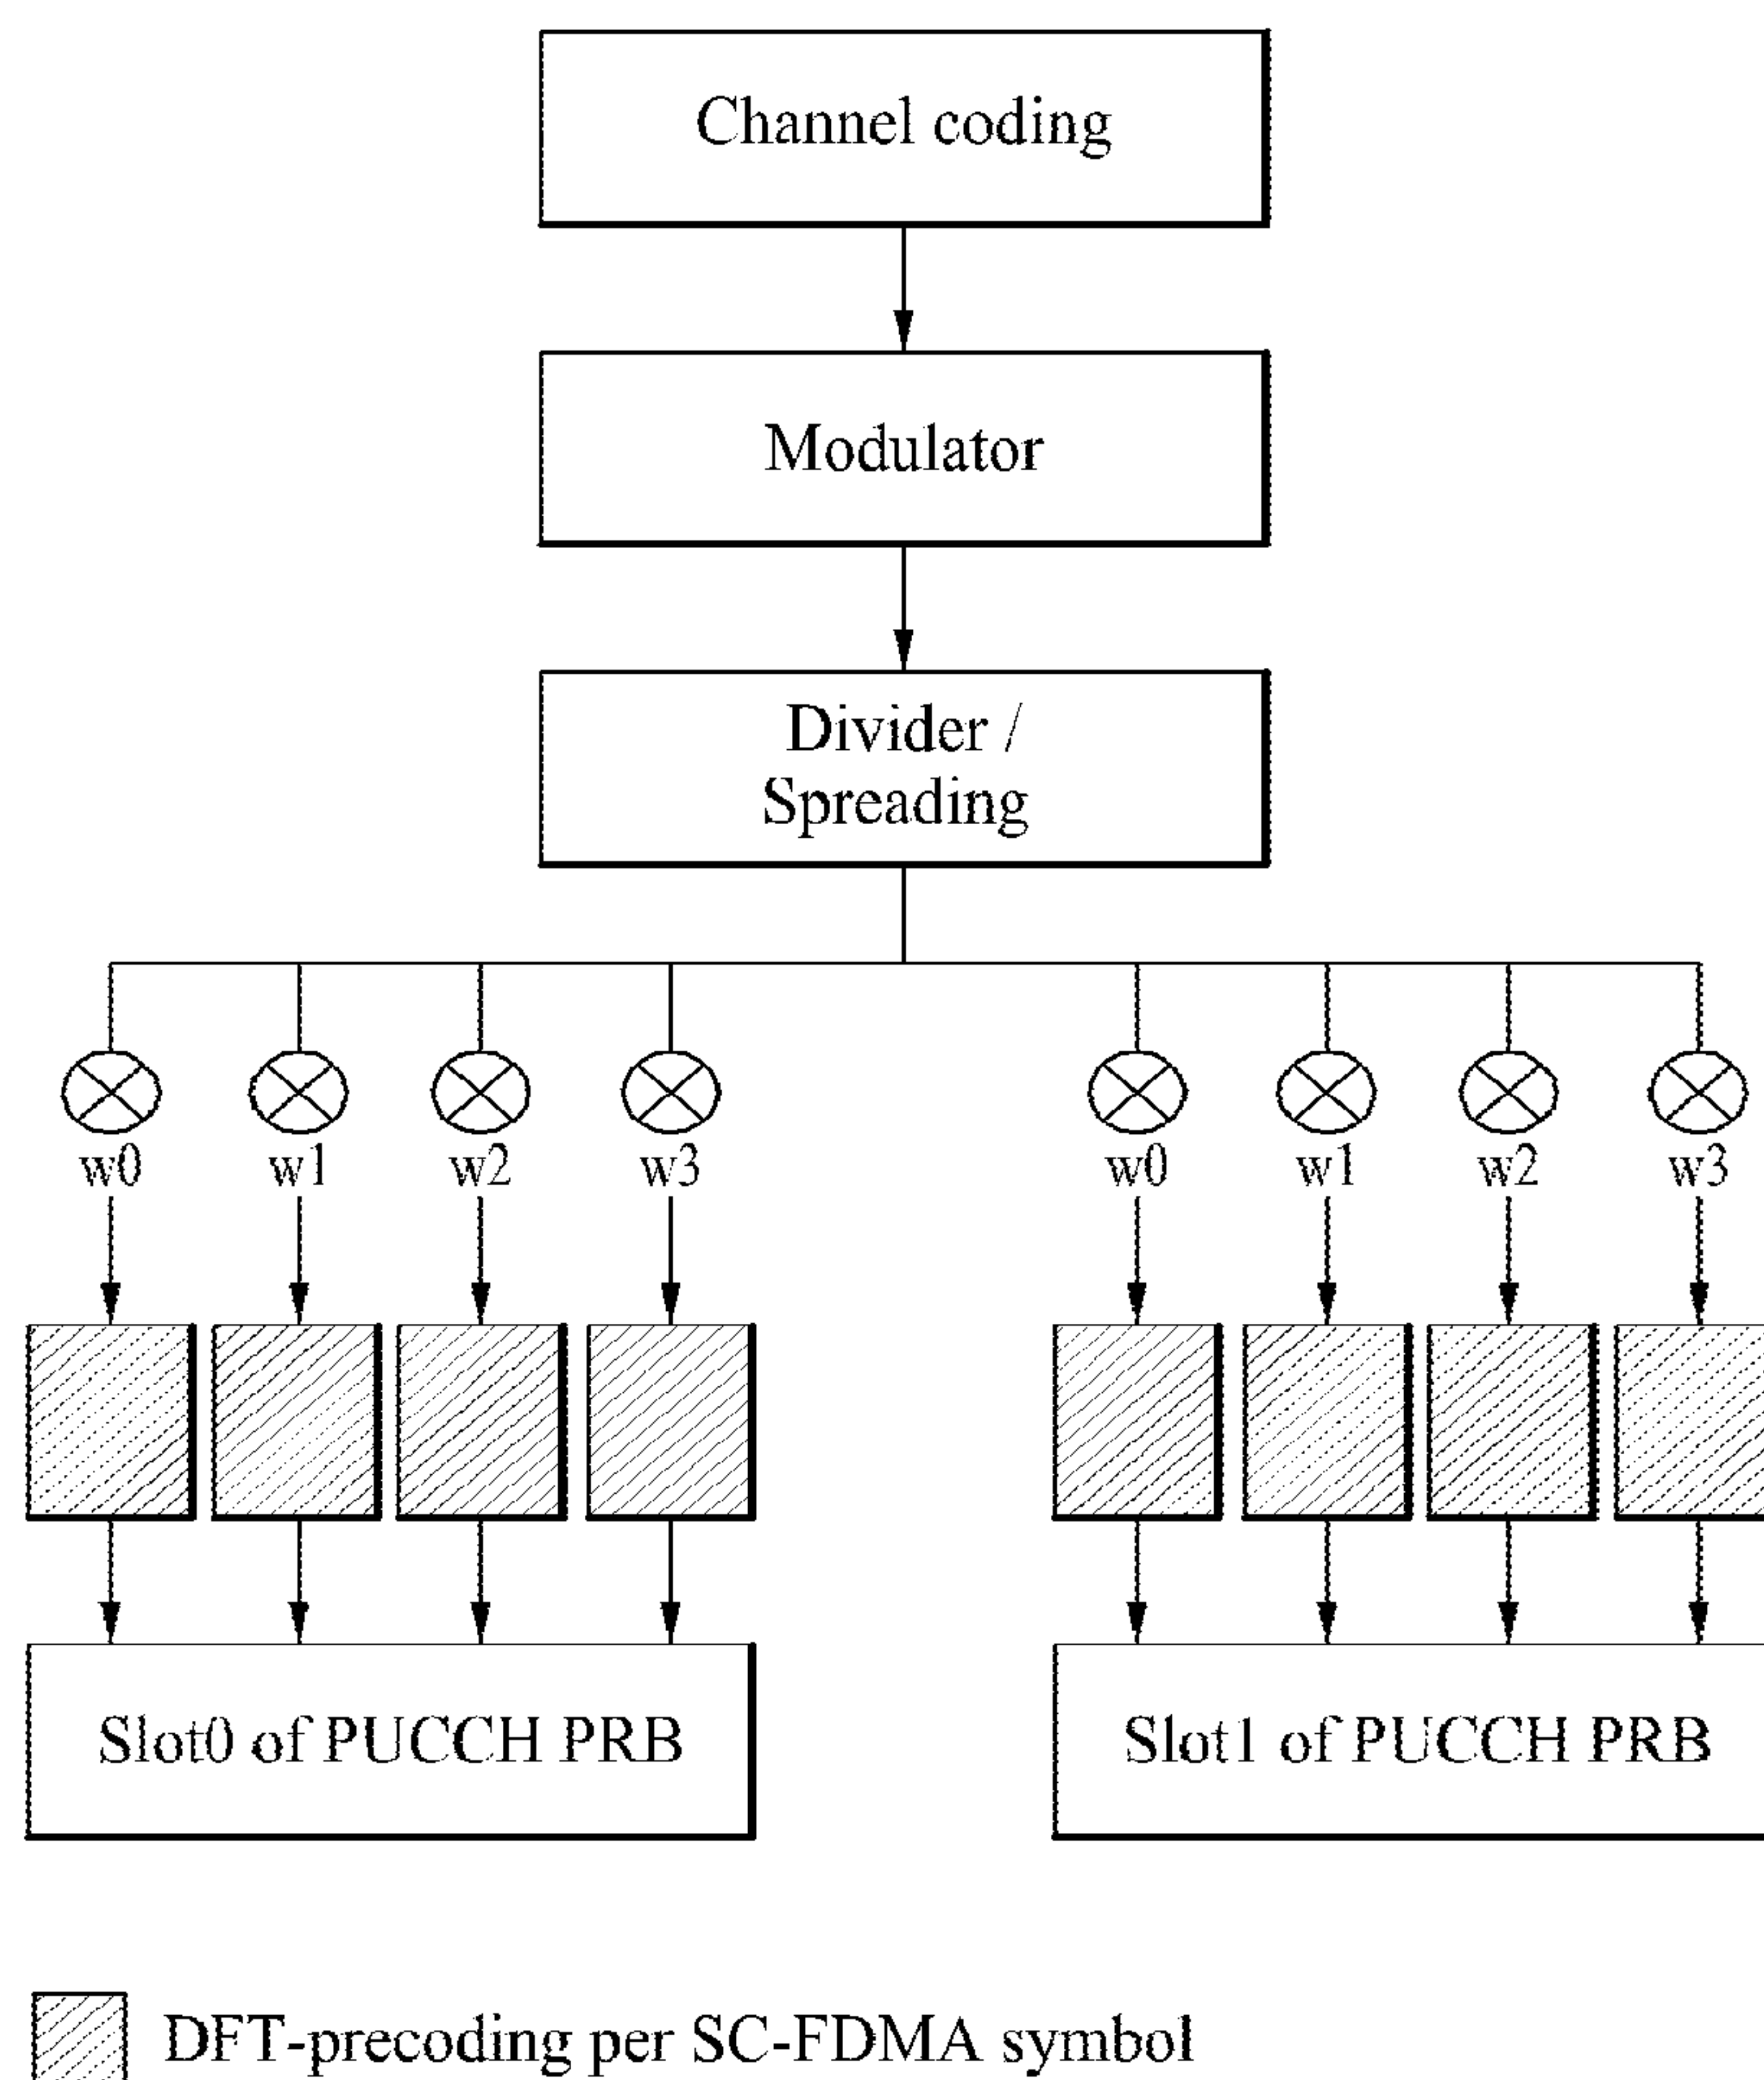 Channel coding
Modulator
Divider /
Spreading
w0 w1 w2 w3 w0 w1 w2 w3
Slot0 of PUCCH PRB Slot1 of PUCCH PRB
DFT-precoding per SC-FDMA symbol